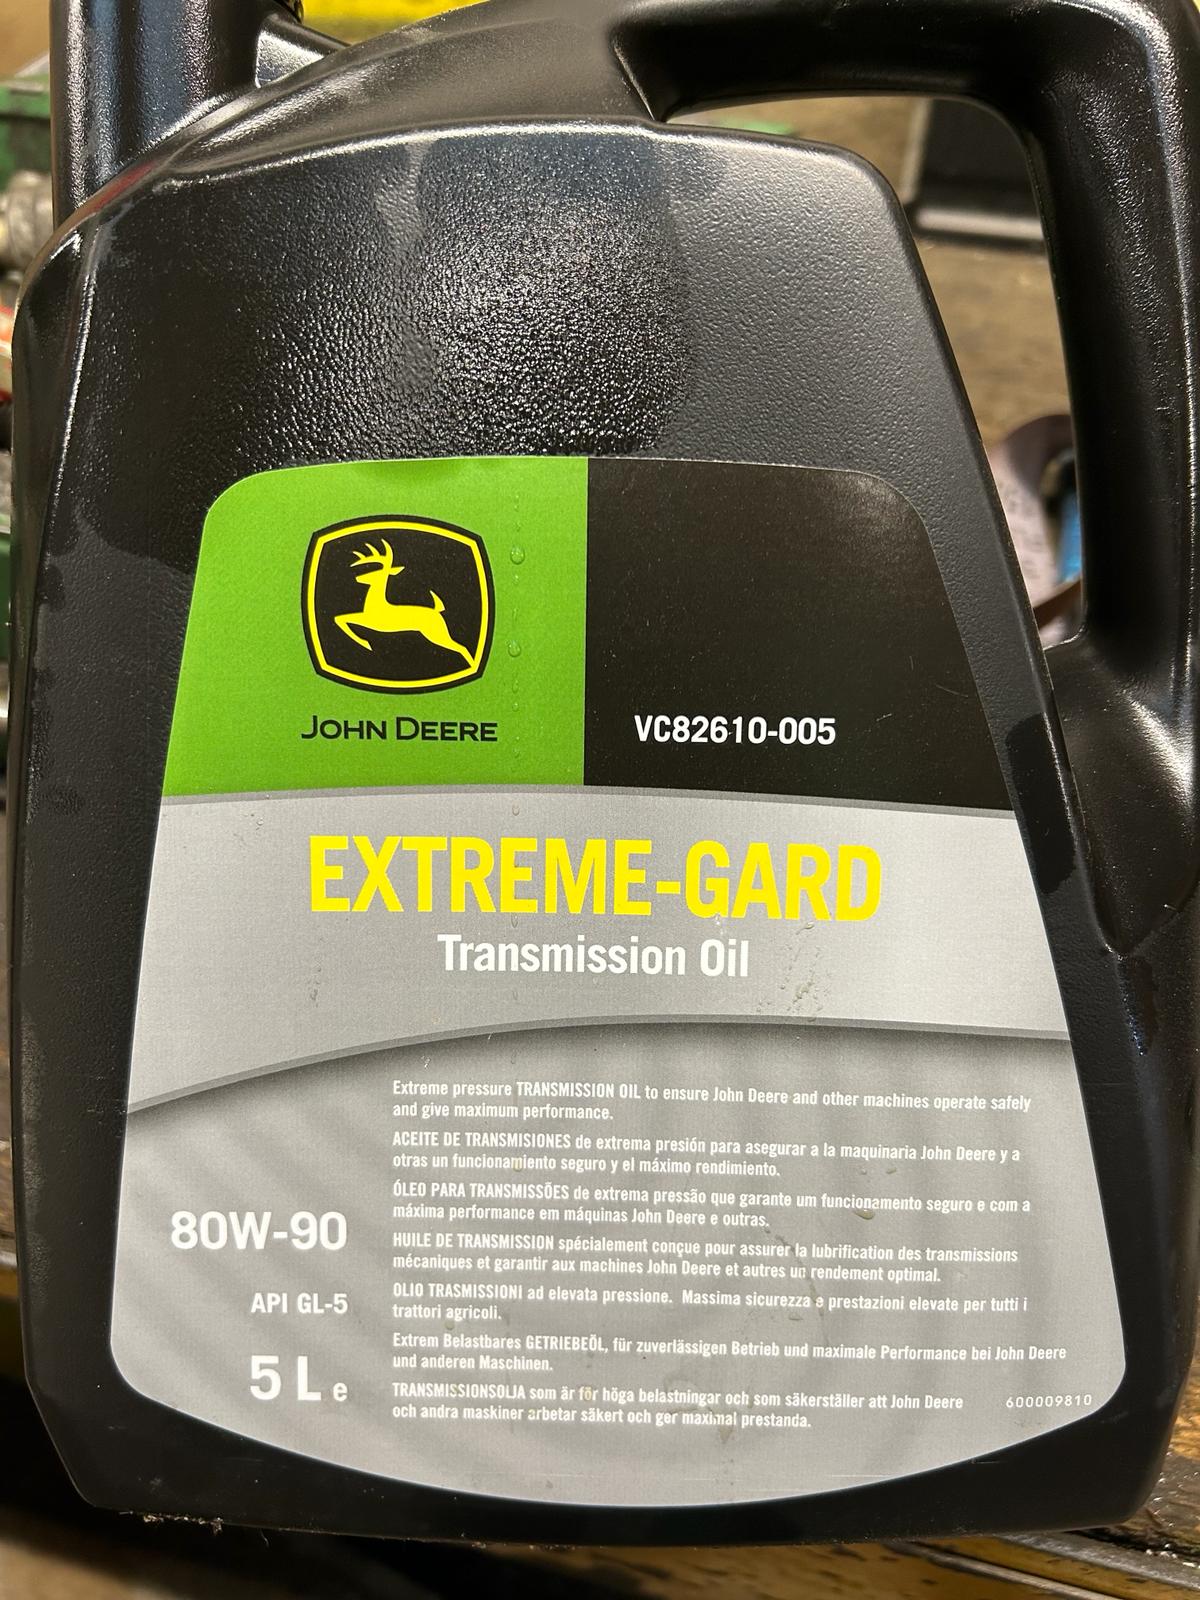 JOHN DEERE
VC82610-005
EXTREME-GARD
Transmission Oil
Extreme pressure TRANSMISSION OIL to ensure John Deere and other machines operate safely
and give maximum performance.
ACEITE DE TRANSMISIONES de extrema presión para asegurar a la maquinaria John Deere y a
otras un funcionamiento seguro y el máximo rendimiento.
ÓLEO PARA TRANSMISSÕES de extrema pressão que garante um funcionamento seguro e com a
máxima performance em máquinas John Deere e outras.
HUILE DE TRANSMISSION spécialement conçue pour assurer la lubrification des transmissions
mécaniques et garantir aux machines John Deere et autres un rendement optimal.
OLIO TRASMISSIONI ad elevata pressione. Massima sicurezza e prestazioni elevate per tutti i
trattori agricoli.
Extrem Belastbares GETRIEBEÖL, für zuverlässigen Betrieb und maximale Performance bei John Deere
und anderen Maschinen.
TRANSMISSIONSOLJA som är för höga belastningar och som säkerställer att John Deere
och andra maskiner arbetar säkert och ger maximal prestanda.
80W-90
API GL-5
5 L e
600009810